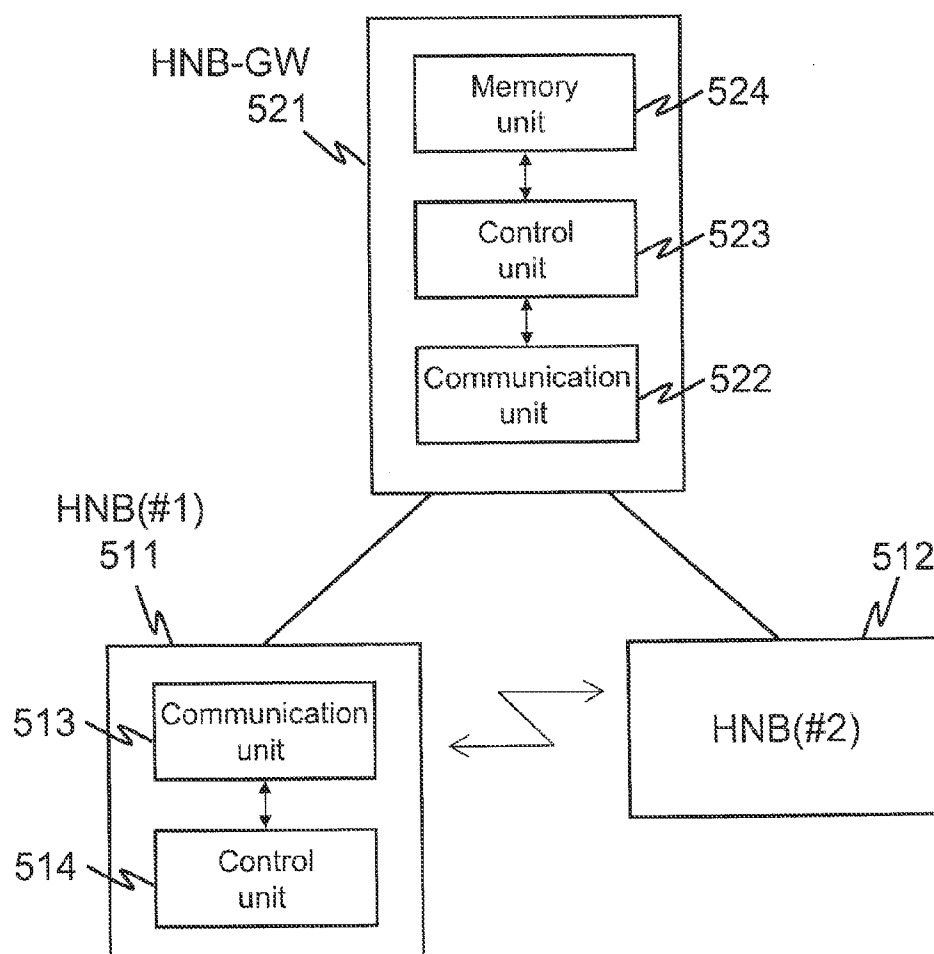 HNB-GW
521
Memory
unit
524
Control
unit
523
Communication
unit
522
HNB(#1)
511
512
513
Communication
unit
HNB(#2)
514
Control
unit